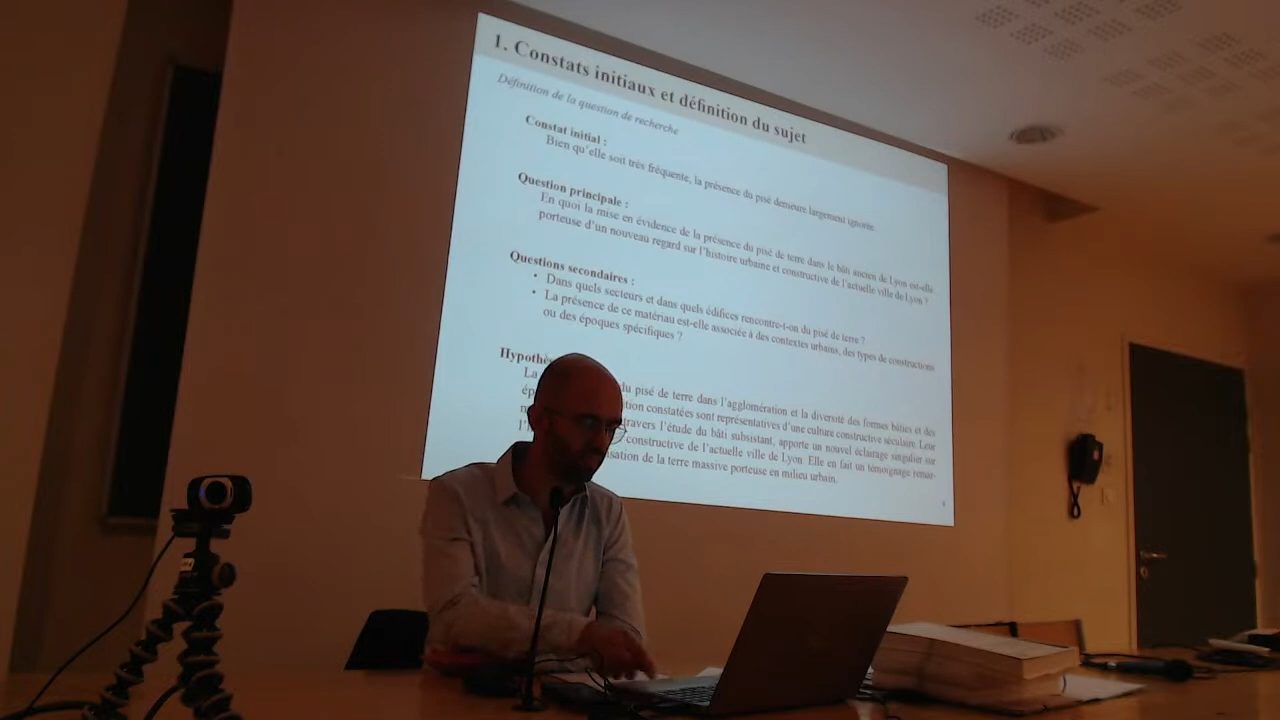 1. Constats initiaux et définition du sujet
Définition de la question de recherche
Constat initial :
Bien qu'elle soit très fréquente, la présence du pisé demeure largement ignorée.
Question principale :
En quoi la mise en évidence de la présence du pisé de terre dans le bâti ancien de Lyon est-elle
porteuse d'un nouveau regard sur l'histoire urbaine et constructive de l'actuelle ville de Lyon ?
Questions secondaires :
• Dans quels secteurs et dans quels édifices rencontre-t-on du pisé de terre ?
• La présence de ce matériau est-elle associée à des contextes urbains, des types de constructions
ou des époques spécifiques ?
Hypothè
La du pisé de terre dans l'agglomération et la diversité des formes bâties et des
ép tion constatées sont représentatives d'une culture constructive séculaire. Leur
travers l'étude du bâti subsistant, apporte un nouvel éclairage singulier sur
l'h constructive de l'actuelle ville de Lyon. Elle en fait un témoignage remar-
isation de la terre massive porteuse en milieu urbain.